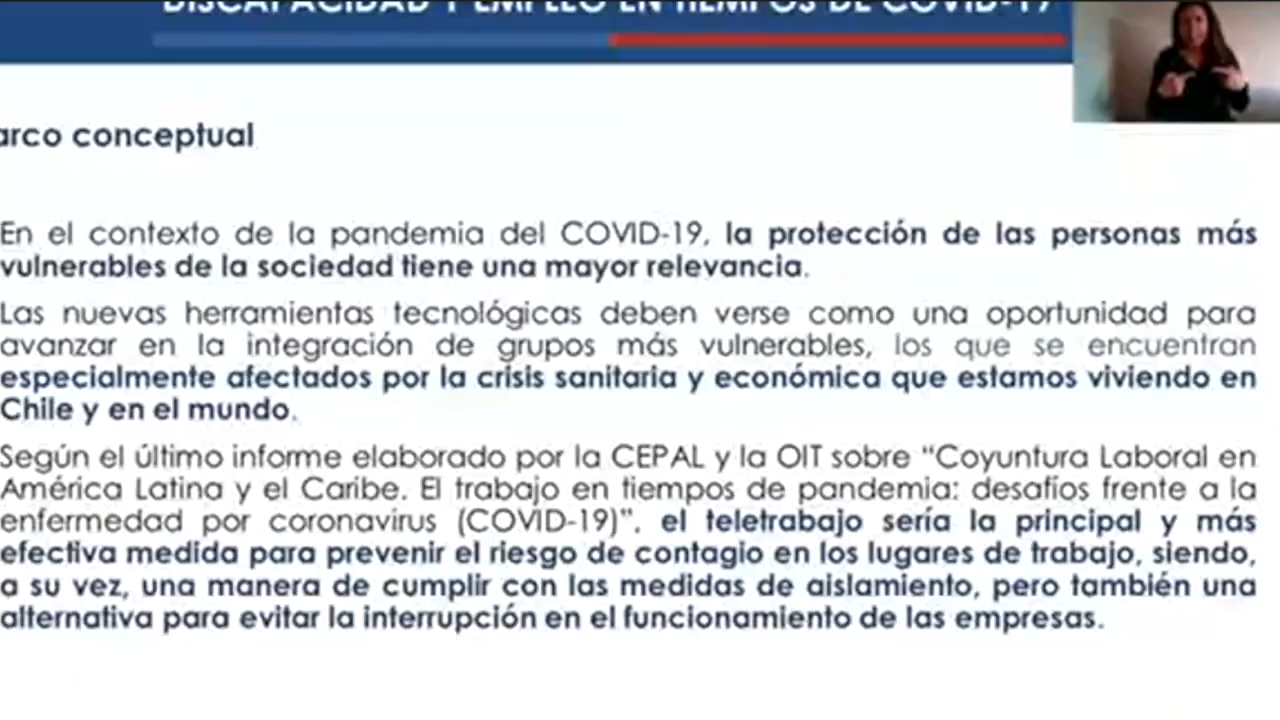 DISCAPACIDAD Y EMPLEO EN TIEMPOS DE COVID-19
arco conceptual
En el contexto de la pandemia del COVID-19, la protección de las personas más
vulnerables de la sociedad tiene una mayor relevancia.
Las nuevas herramientas tecnológicas deben verse como una oportunidad para
avanzar en la integración de grupos más vulnerables, los que se encuentran
especialmente afectados por la crisis sanitaria y económica que estamos viviendo en
Chile y en el mundo.
Según el último informe elaborado por la CEPAL y la OIT sobre “Coyuntura Laboral en
América Latina y el Caribe. El trabajo en tiempos de pandemia: desafíos frente a la
enfermedad por coronavirus (COVID-19)”, el teletrabajo sería la principal y más
efectiva medida para prevenir el riesgo de contagio en los lugares de trabajo, siendo,
a su vez, una manera de cumplir con las medidas de aislamiento, pero también una
alternativa para evitar la interrupción en el funcionamiento de las empresas.